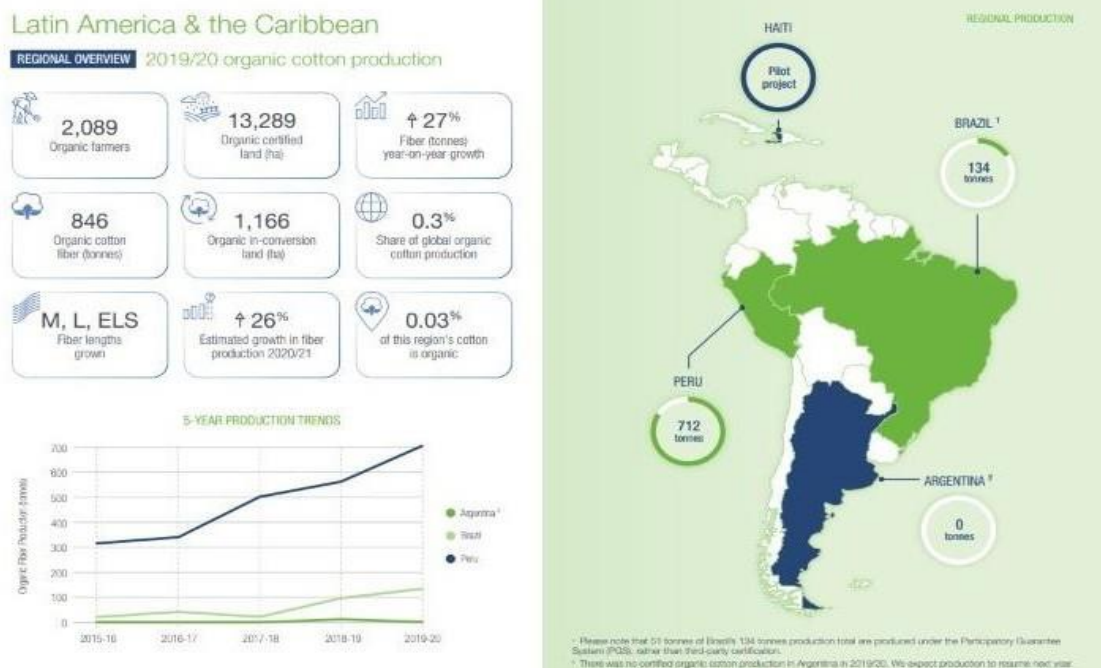 Latin America & the Caribbean
REGIONAL OVERVIEW 2019/20 organic cotton production
2,089
Organic farmers
13,289
Organic certified
land (ha)
↑ 27%
Fiber (tonnes)
year-on-year growth
846
Organic cotton
fiber (tonnes)
1,166
Organic in-conversion
land (ha)
0.3%
Share of global organic
cotton production
M, L, ELS
Fiber lengths
grown
↑ 26%
Estimated growth in fiber
production 2020/21
0.03%
of this region's cotton
is organic
5-YEAR PRODUCTION TRENDS
Organic Fiber Production (tonnes)
700
600
500
400
300
200
100
0
2015-16
2016-17
2017-18
2018-19
2019-20
Argentina
Brazil
Peru
REGIONAL PRODUCTION
HAITI
Pilot
project
BRAZIL ¹
134
tonnes
PERU
712
tonnes
ARGENTINA ²
0
tonnes
¹ Please note that 51 tonnes of Brazil's 134 tonnes production total are produced under the Participatory Guarantee
System (PGS), rather than third-party certification.
² There was no certified organic cotton production in Argentina in 2019/20. We expect production to resume next year